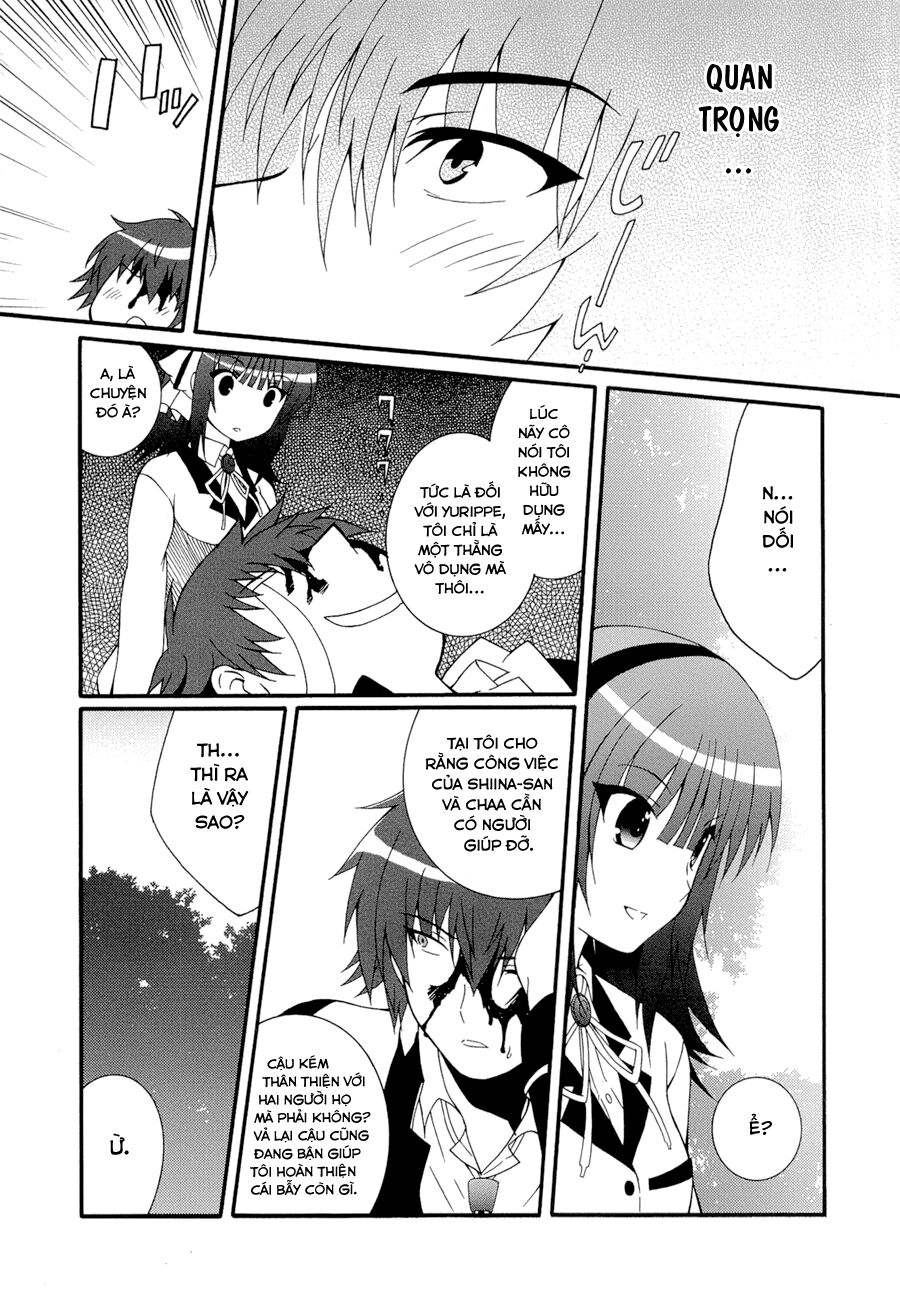 QUAN
TRỌNG
...
じーん
N...
NÓI
DỐI
...
LÚC
NÃY CÔ
NÓI TÔI
KHÔNG
HỮU
DỤNG
MẤY...
TỨC LÀ ĐỐI
VỚI YURIPPE,
TÔI CHỈ LÀ
MỘT THẰNG
VÔ DỤNG MÀ
THÔI...
A, LÀ
CHUYỆN
ĐÓ À?
Ể?
TẠI TÔI CHO
RẰNG CÔNG VIỆC
CỦA SHIINA-SAN
VÀ CHAA CẦN
CÓ NGƯỜI
GIÚP ĐỠ.
CẬU KÉM
THÂN THIỆN VỚI
HAI NGƯỜI HỌ
MÀ PHẢI KHÔNG?
VẢ LẠI CẬU CŨNG
ĐANG BẬN GIÚP
TÔI HOÀN THIỆN
CÁI BẪY CÒN GÌ.
TH...
THÌ RA
LÀ VẬY
SAO?
Ừ.